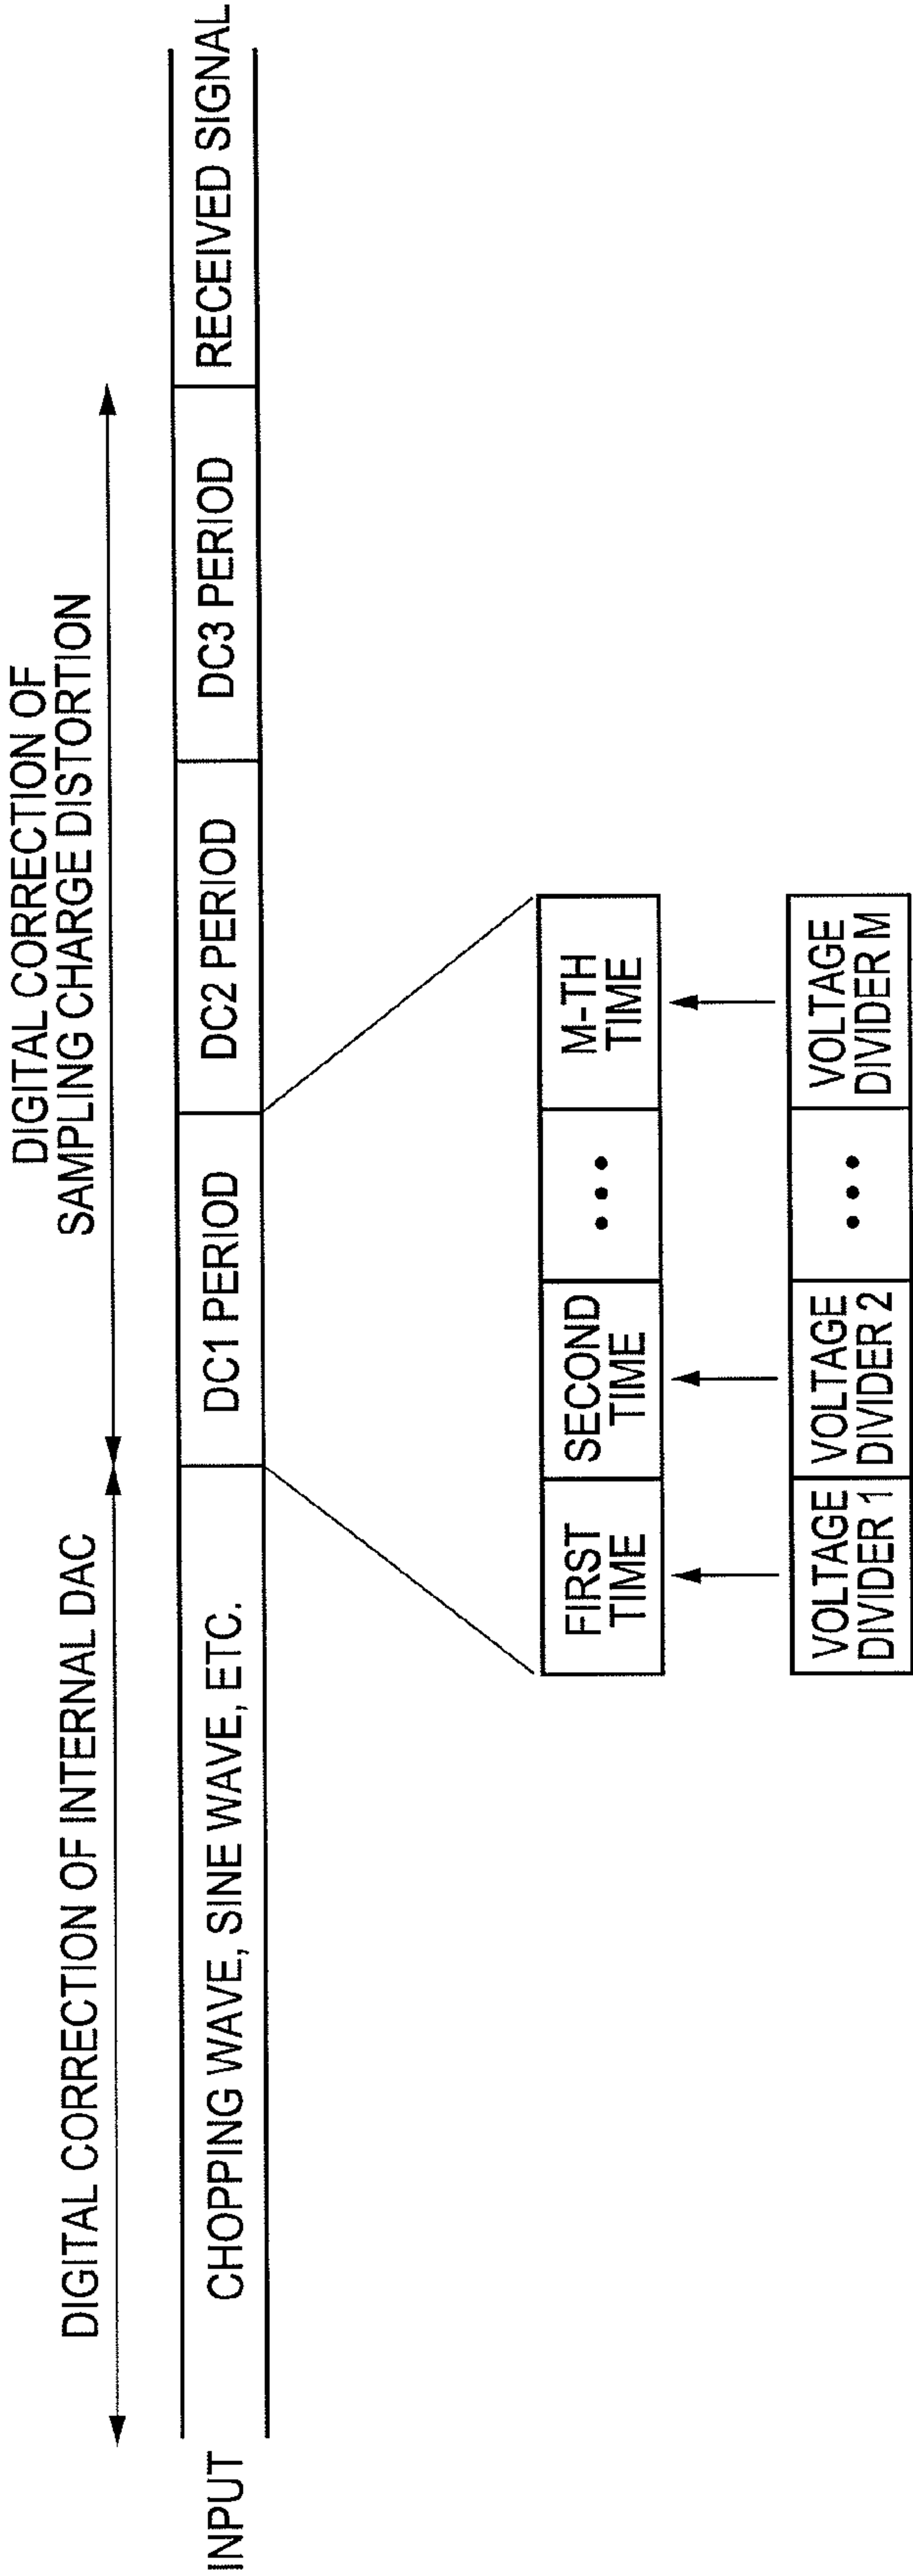 DIGITAL CORRECTION OF INTERNAL DAC
DIGITAL CORRECTION OF
SAMPLING CHARGE DISTORTION
INPUT
CHOPPING WAVE, SINE WAVE, ETC.
DC1 PERIOD
DC2 PERIOD
DC3 PERIOD
RECEIVED SIGNAL
FIRST
TIME
SECOND
TIME
•••
M-TH
TIME
VOLTAGE
DIVIDER 1
VOLTAGE
DIVIDER 2
•••
VOLTAGE
DIVIDER M